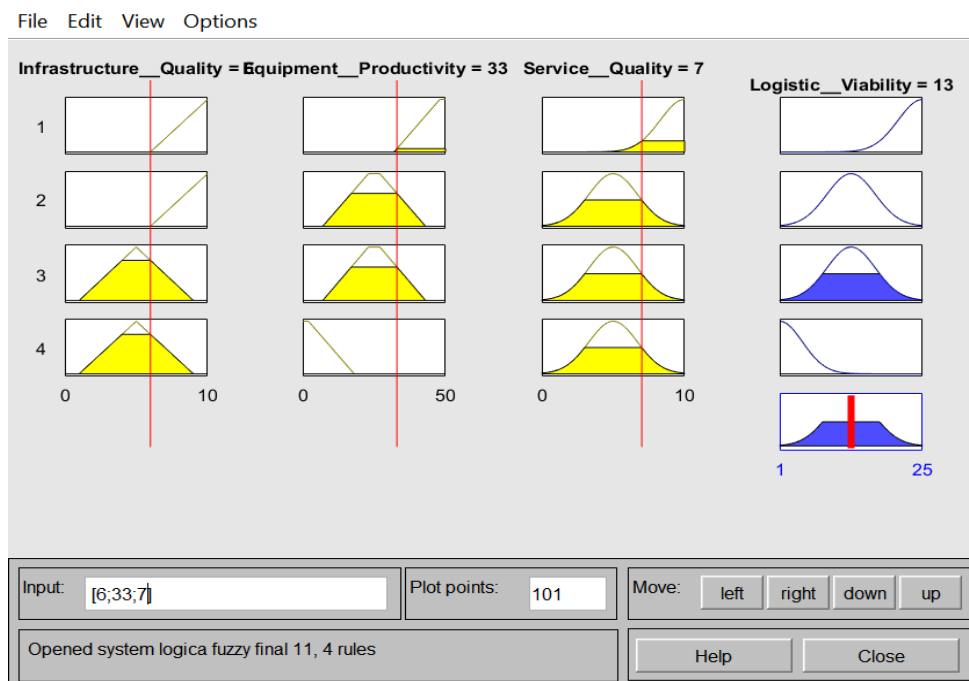 File Edit View Options
Infrastructure__Quality = 6 Equipment__Productivity = 33 Service__Quality = 7
Logistic__Viability = 13
1
2
3
4
0 10 0 50 0 10
1 25
Input: [6;33;7] Plot points: 101 Move: left right down up
Opened system logica fuzzy final 11, 4 rules Help Close